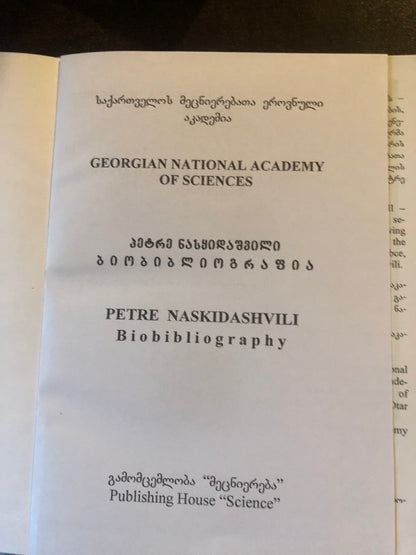 საქართველოს მეცნიერებათა ეროვნული
აკადემია
GEORGIAN NATIONAL ACADEMY
OF SCIENCES
პეტრე ნასყიდაშვილი
ბიობიბლიოგრაფია
PETRE NASKIDASHVILI
Biobibliography
გამომცემლობა “მეცნიერება”
Publishing House “Science”